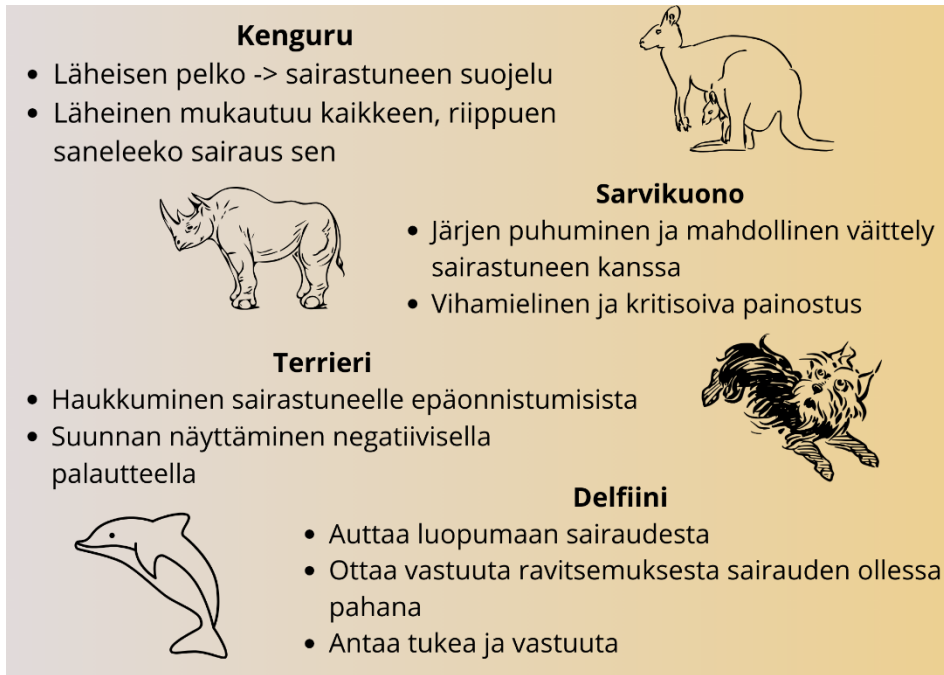 Kenguru
• Läheisen pelko -> sairastuneen suojelu
• Läheinen mukautuu kaikkeen, riippuen
saneleeko sairaus sen
Sarvikuono
• Järjen puhuminen ja mahdollinen väittely
sairastuneen kanssa
• Vihamielinen ja kritisoiva painostus
Terrieri
• Haukkuminen sairastuneelle epäonnistumisista
• Suunnan näyttäminen negatiivisella
palautteella
Delfiini
• Auttaa luopumaan sairaudesta
• Ottaa vastuuta ravitsemuksesta sairauden ollessa
pahana
• Antaa tukea ja vastuuta